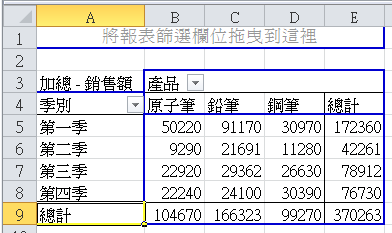 A B C D E
1 將報表篩選欄位拖曳到這裡
2
3 加總 - 銷售額 產品
4 季別 原子筆 鉛筆 鋼筆 總計
5 第一季 50220 91170 30970 172360
6 第二季 9290 21691 11280 42261
7 第三季 22920 29362 26630 78912
8 第四季 22240 24100 30390 76730
9 總計 104670 166323 99270 370263